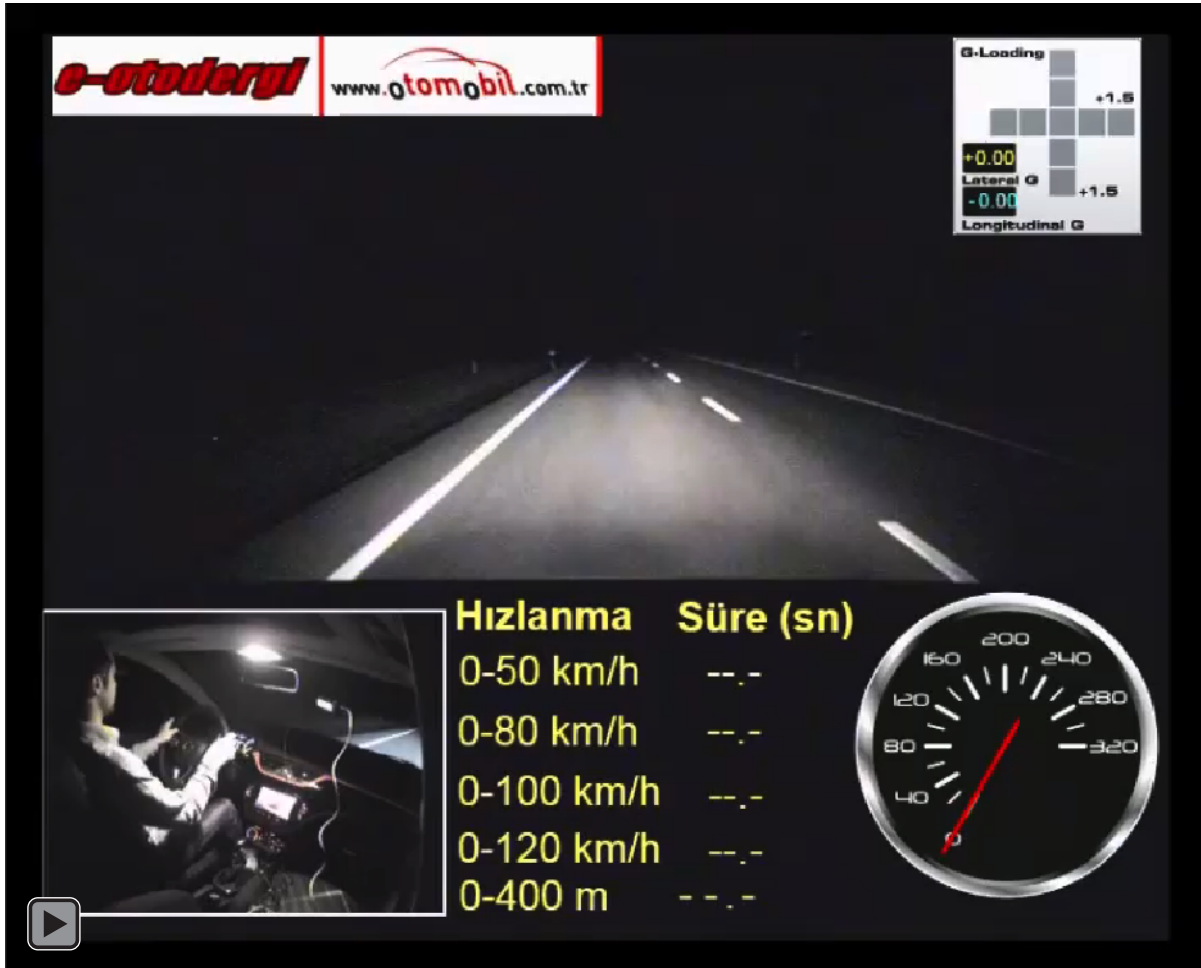 e-otodergi
www.otomobil.com.tr
G-Loading
+1.5
+0.00
Lateral G
+1.5
-0.00
Longitudinal G
Hızlanma Süre (sn)
0-50 km/h --.-
0-80 km/h --.-
0-100 km/h --.-
0-120 km/h --.-
0-400 m --.-
200
160 240
120 280
80 320
40
0